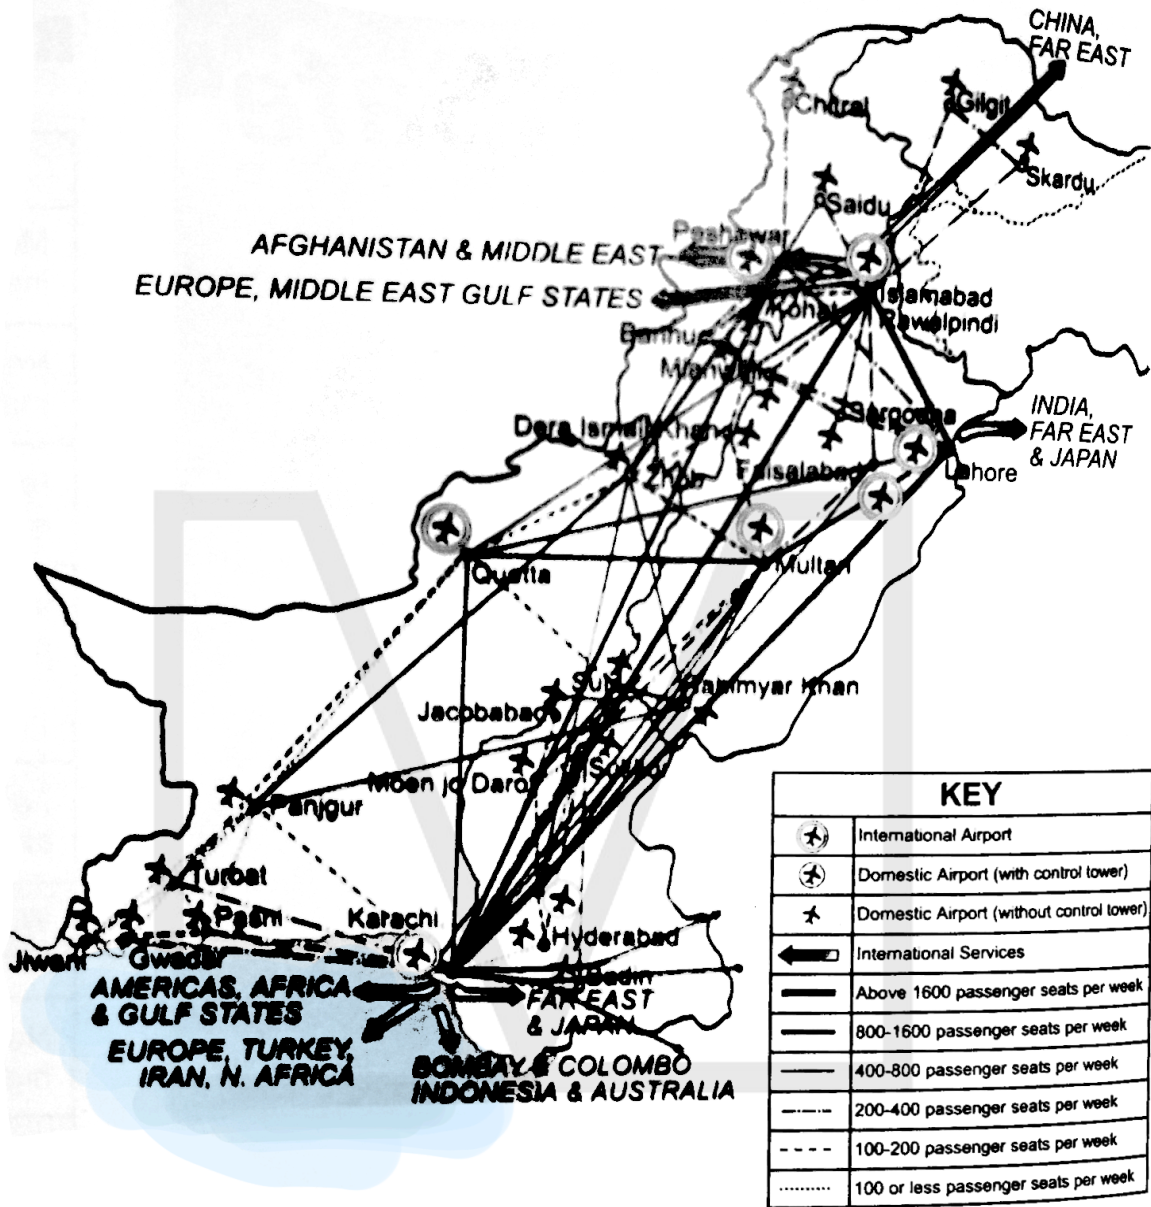 CHINA,
FAR EAST
Chitral
Gilgit
Skardu
Saidu
Peshawar
AFGHANISTAN & MIDDLE EAST
EUROPE, MIDDLE EAST GULF STATES
Islamabad
Rawalpindi
Kohat
Bannu
Mianwali
Sargodha
INDIA,
FAR EAST
& JAPAN
Dera Ismail Khan
Zhob
Faisalabad
Lahore
Quetta
Multan
Sui
Rahimyar Khan
Jacobabad
Moen jo Daro
Panjgur
Turbat
Pasni
Karachi
Jiwani
Gwadar
Hyderabad
Badin
AMERICAS, AFRICA
& GULF STATES
FAR EAST
& JAPAN
EUROPE, TURKEY,
IRAN, N. AFRICA
BOMBAY & COLOMBO
INDONESIA & AUSTRALIA
KEY
International Airport
Domestic Airport (with control tower)
Domestic Airport (without control tower)
International Services
Above 1600 passenger seats per week
800-1600 passenger seats per week
400-800 passenger seats per week
200-400 passenger seats per week
100-200 passenger seats per week
100 or less passenger seats per week